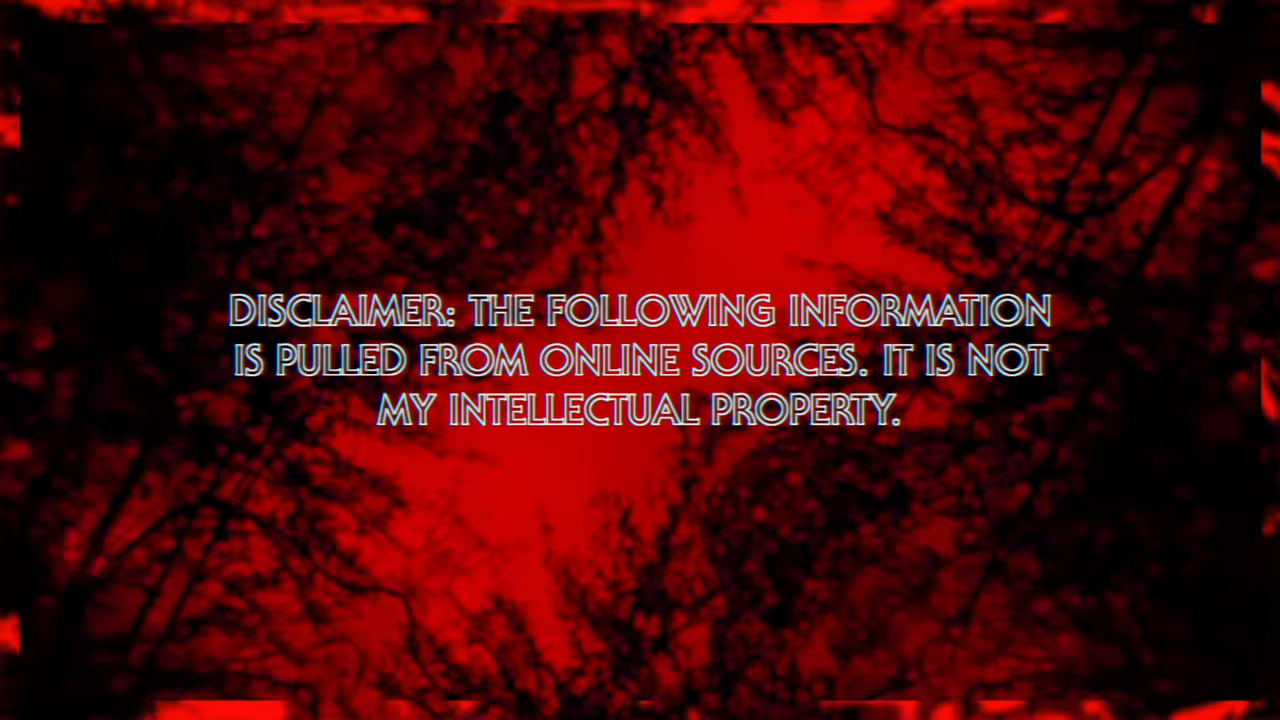 DISCLAIMER: THE FOLLOWING INFORMATION
IS PULLED FROM ONLINE SOURCES. IT IS NOT
MY INTELLECTUAL PROPERTY.